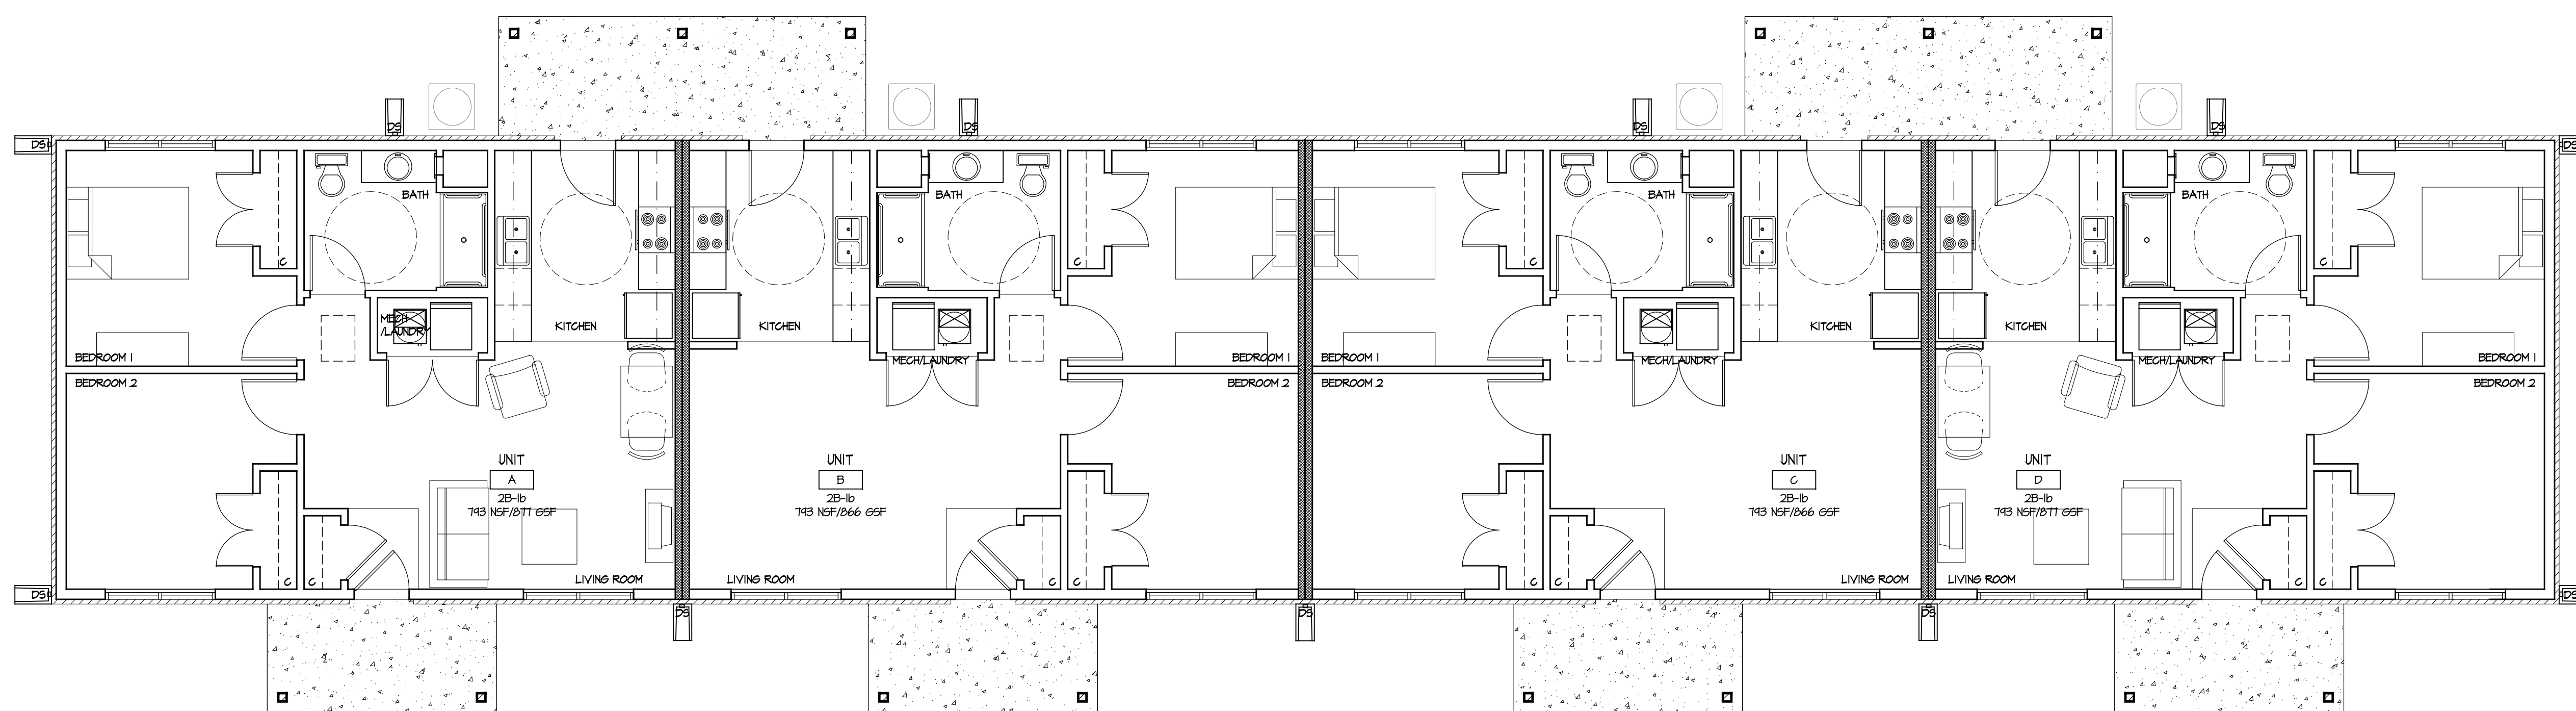 DS
DS
DS
DS
DS
DS
BATH
BATH
BATH
BATH
C
C
C
C
MECH
/LAUNDRY
KITCHEN
KITCHEN
KITCHEN
KITCHEN
BEDROOM 1
MECH/LAUNDRY
BEDROOM 1
BEDROOM 1
MECH/LAUNDRY
MECH/LAUNDRY
BEDROOM 1
BEDROOM 2
BEDROOM 2
BEDROOM 2
BEDROOM 2
UNIT
A
2B-1b
793 NSF/877 GSF
UNIT
B
2B-1b
793 NSF/866 GSF
UNIT
C
2B-1b
793 NSF/866 GSF
UNIT
D
2B-1b
793 NSF/877 GSF
C
C
LIVING ROOM
LIVING ROOM
C
C
C
C
LIVING ROOM
LIVING ROOM
C
C
DS
DS
DS
DS
DS